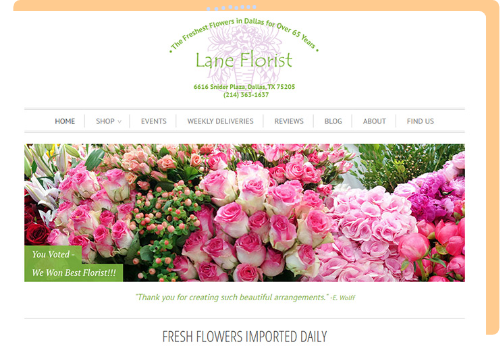 • The Freshest Flowers in Dallas for Over 65 Years •
Lane Florist
6616 Snider Plaza, Dallas, TX 75205
(214) 363-1637
HOME SHOP EVENTS WEEKLY DELIVERIES REVIEWS BLOG ABOUT FIND US
You Voted –
We Won Best Florist!!!
"Thank you for creating such beautiful arrangements." -E. Wulff
FRESH FLOWERS IMPORTED DAILY